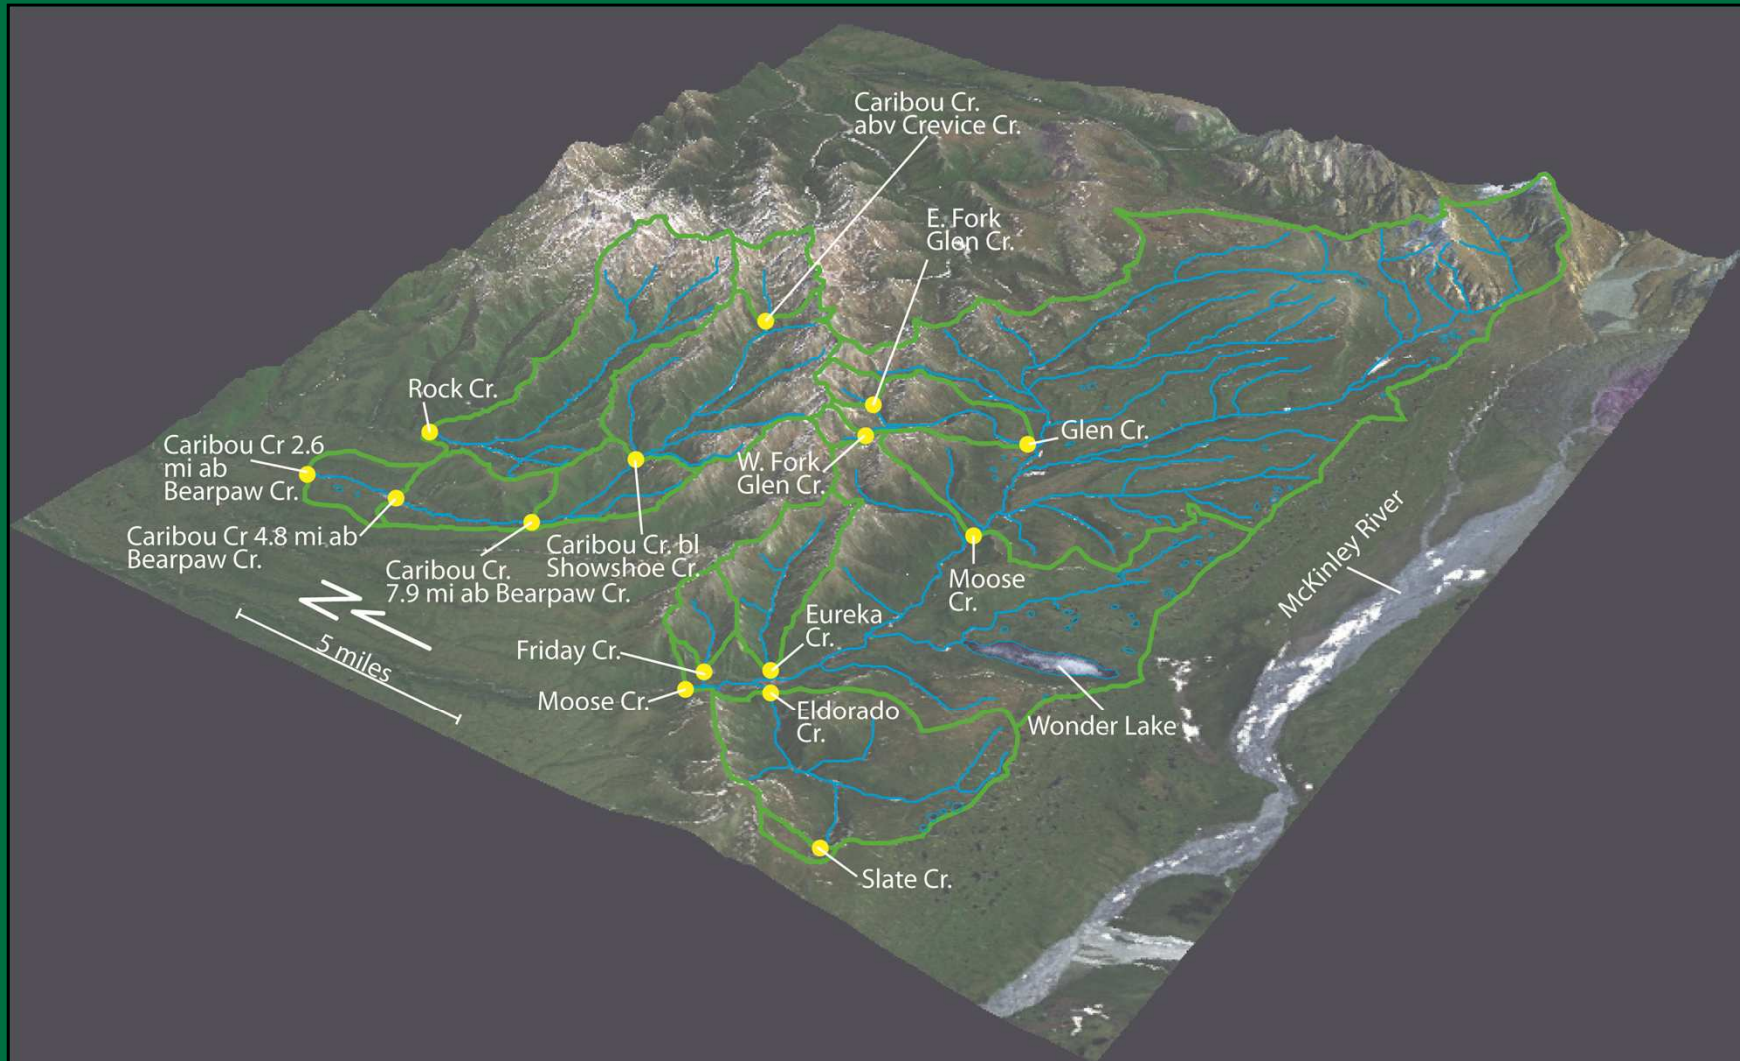 Caribou Cr.
abv Crevice Cr.
E. Fork
Glen Cr.
Rock Cr.
Glen Cr.
Caribou Cr 2.6
mi ab
Bearpaw Cr.
W. Fork
Glen Cr.
Caribou Cr 4.8 mi ab
Bearpaw Cr.
Caribou Cr. bl
Showshoe Cr.
Caribou Cr.
7.9 mi ab Bearpaw Cr.
McKinley River
Moose
Cr.
N
5 miles
Eureka
Cr.
Friday Cr.
Moose Cr.
Eldorado
Cr.
Wonder Lake
Slate Cr.